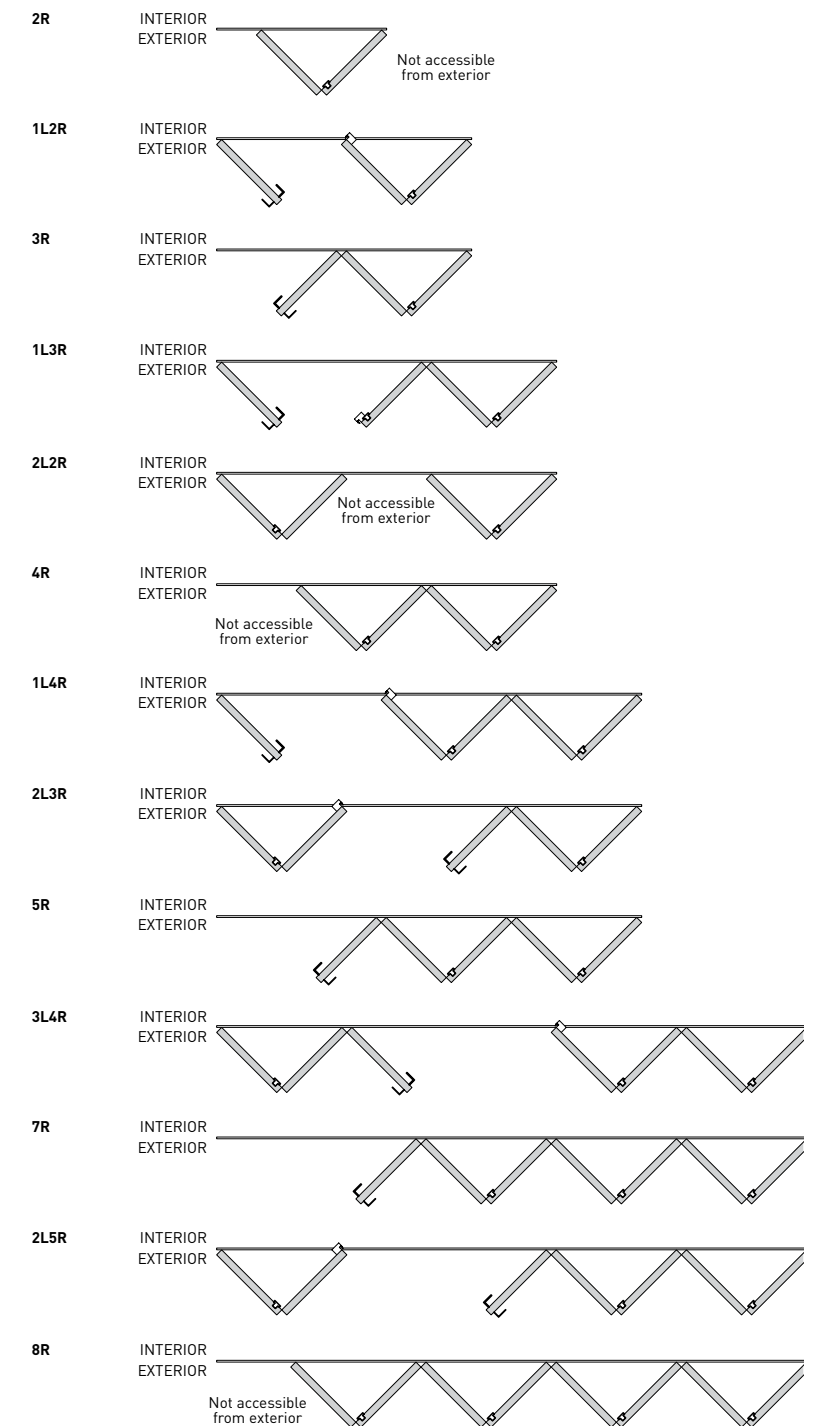 2R INTERIOR
EXTERIOR
Not accessible
from exterior
1L2R INTERIOR
EXTERIOR
3R INTERIOR
EXTERIOR
1L3R INTERIOR
EXTERIOR
2L2R INTERIOR
EXTERIOR
Not accessible
from exterior
4R INTERIOR
EXTERIOR
Not accessible
from exterior
1L4R INTERIOR
EXTERIOR
2L3R INTERIOR
EXTERIOR
5R INTERIOR
EXTERIOR
3L4R INTERIOR
EXTERIOR
7R INTERIOR
EXTERIOR
2L5R INTERIOR
EXTERIOR
8R INTERIOR
EXTERIOR
Not accessible
from exterior